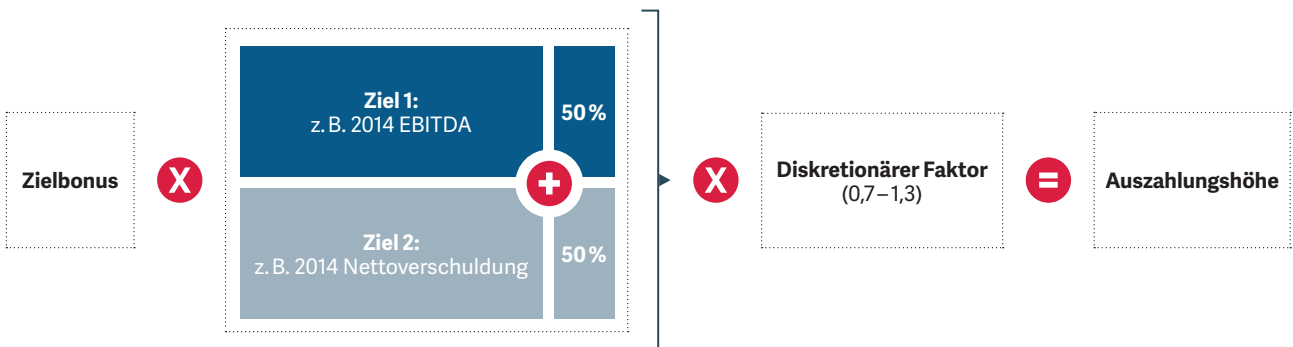 Zielbonus
X
Ziel 1:
z. B. 2014 EBITDA
50 %
+
Ziel 2:
z. B. 2014 Nettoverschuldung
50 %
X
Diskretionärer Faktor
(0,7 – 1,3)
=
Auszahlungshöhe